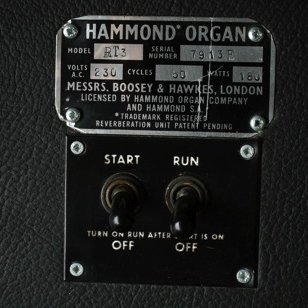 HAMMOND* ORGAN
MODEL RT3 SERIAL NUMBER 7913E
VOLTS A.C. 230 CYCLES 50 WATTS 180
MESSRS. BOOSEY & HAWKES, LONDON
LICENSED BY HAMMOND ORGAN COMPANY
AND HAMMOND S.A.
*TRADEMARK REGISTERED
REVERBERATION UNIT PATENT PENDING
START RUN
TURN ON RUN AFTER START IS ON
OFF OFF